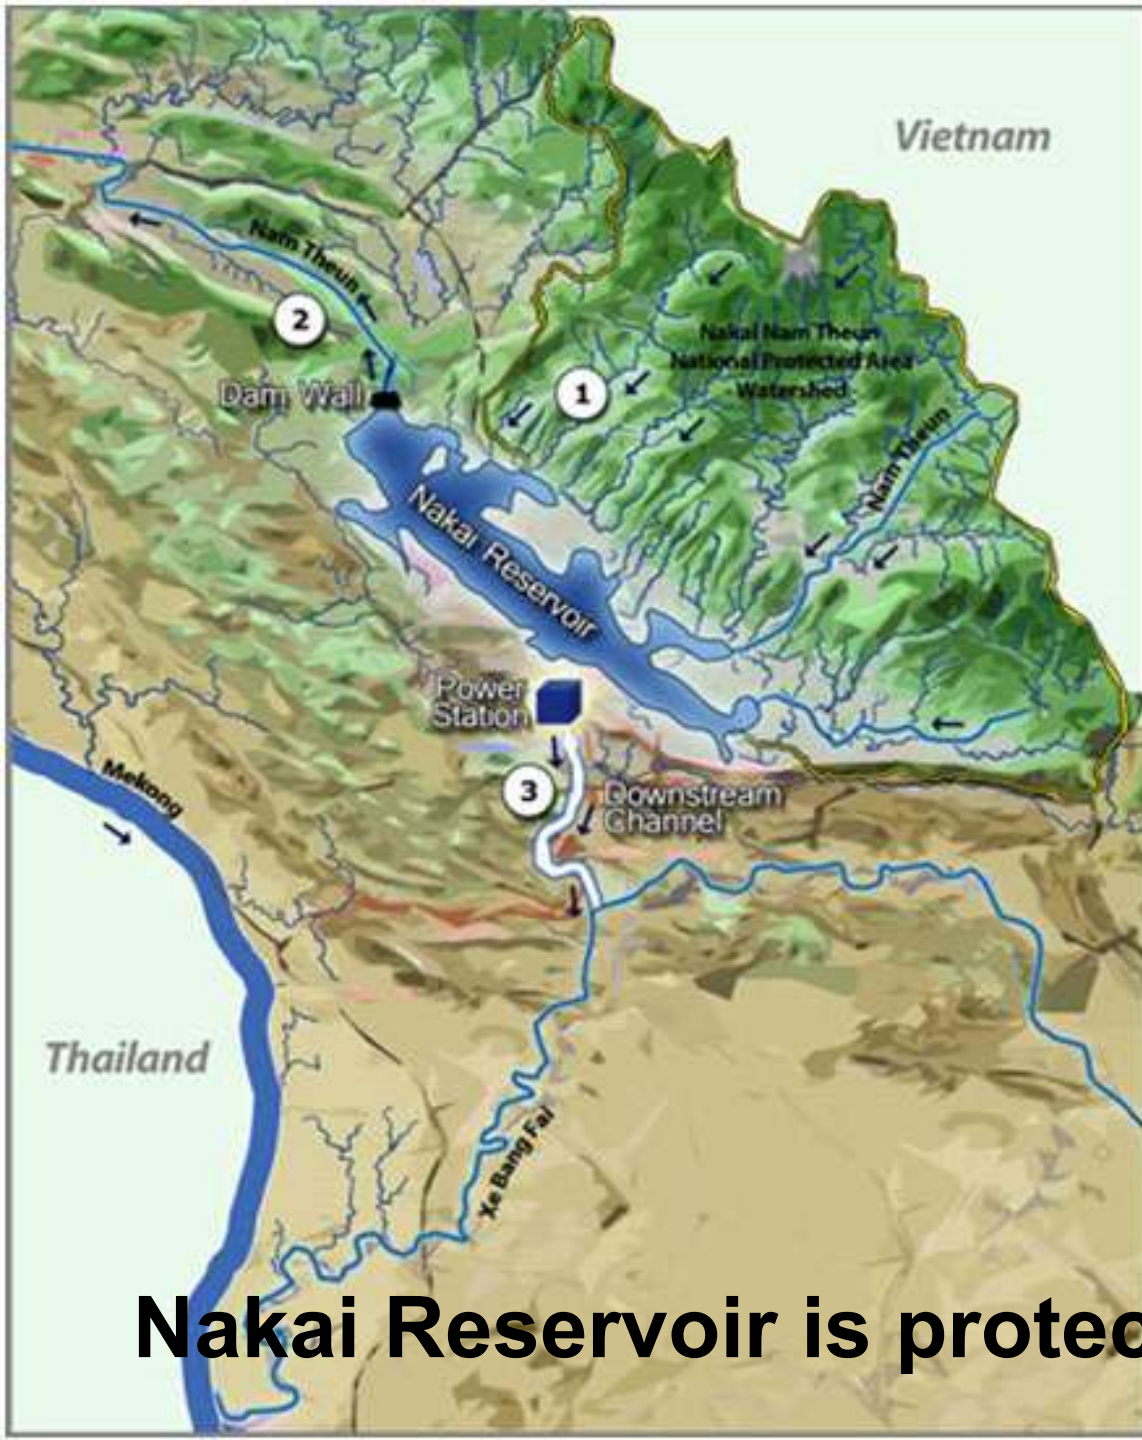 Vietnam
Nam Theun
2
Nakai Nam Theun
National Protected Area
Watershed
1
Dam Wall
Nam Theun
Nakai Reservoir
Power
Station
3
Downstream
Channel
Mekong
Thailand
Xe Bang Fai
Nakai Reservoir is protec